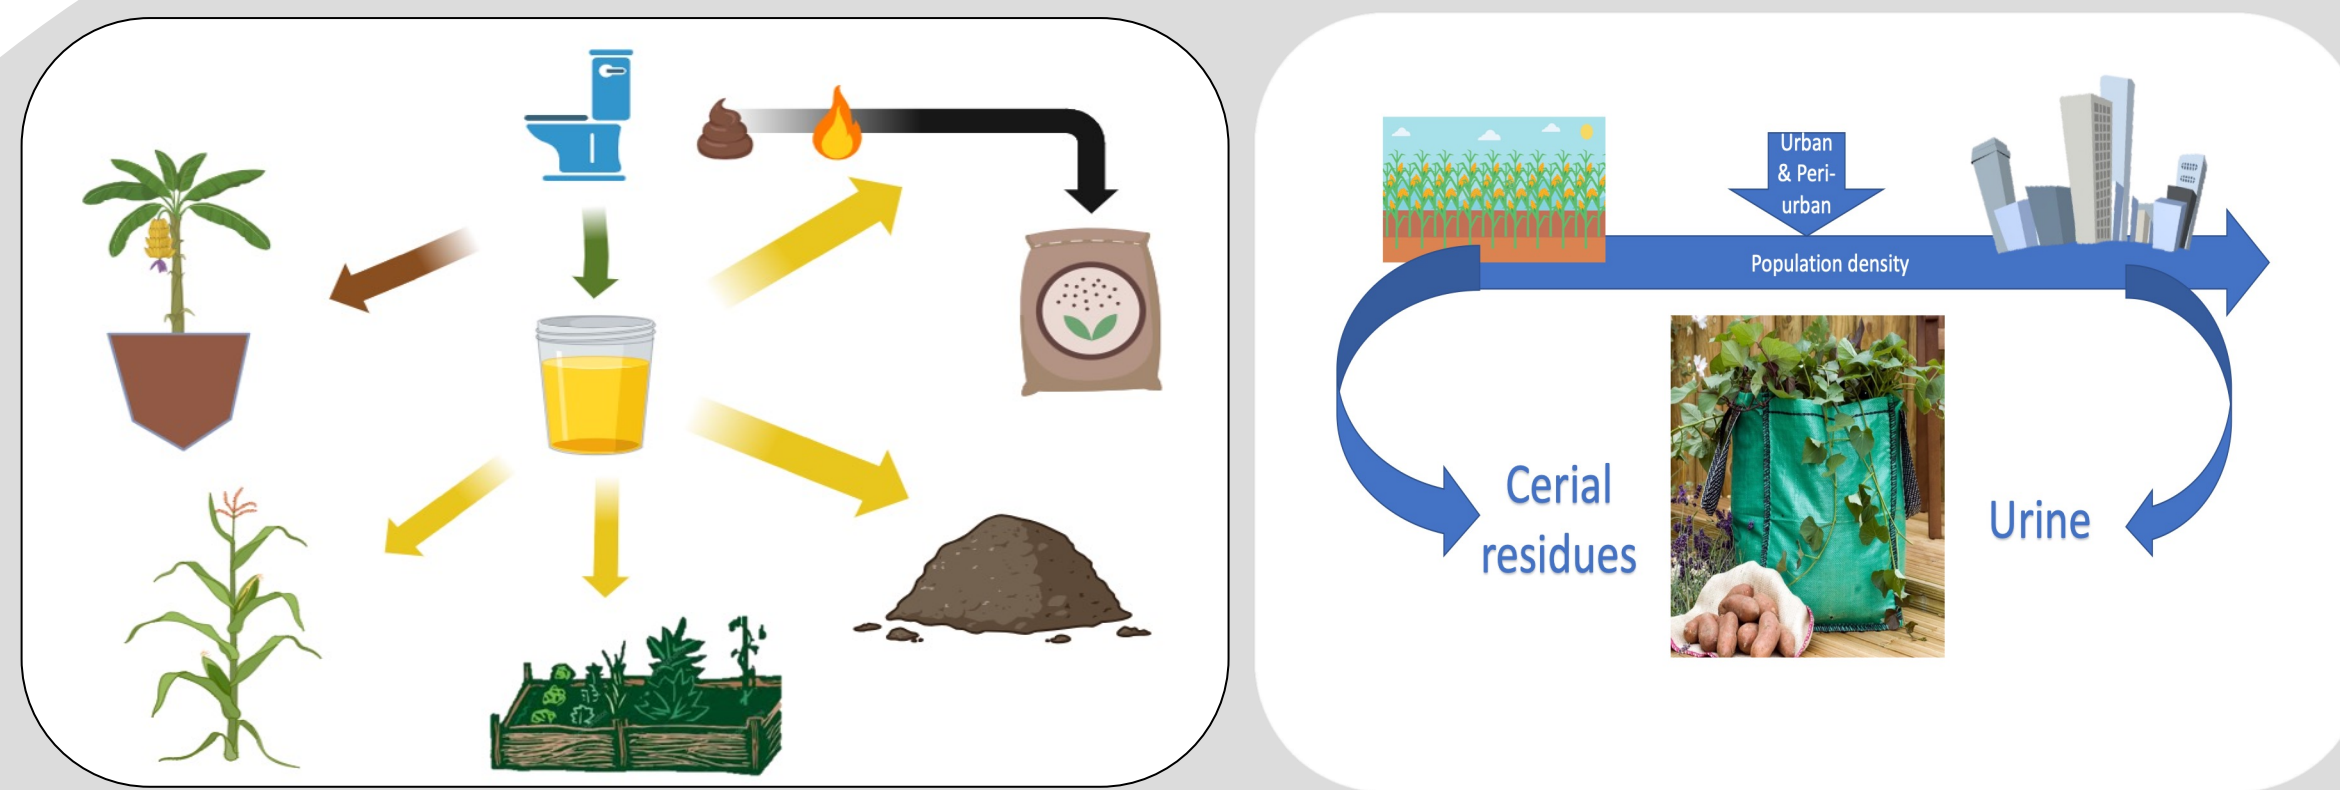 Urban
& Peri-
urban
Population density
Cerial
residues
Urine